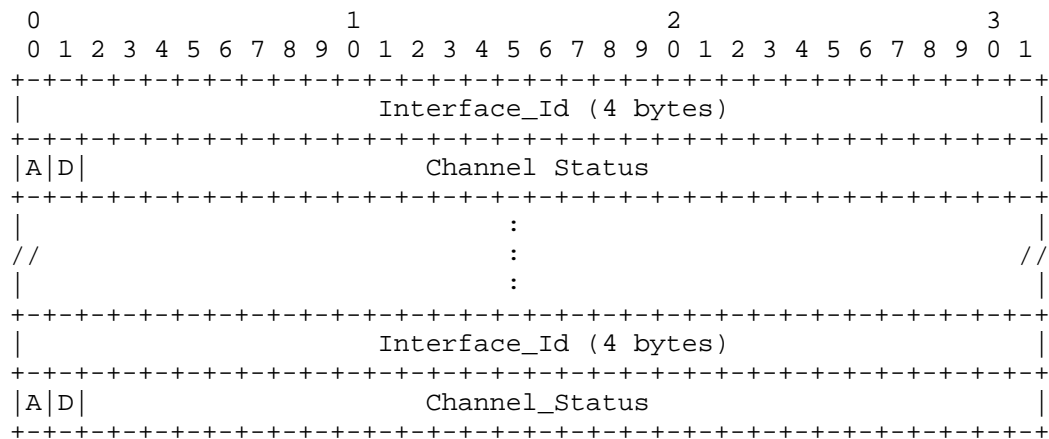 0                   1                   2                   3
 0 1 2 3 4 5 6 7 8 9 0 1 2 3 4 5 6 7 8 9 0 1 2 3 4 5 6 7 8 9 0 1
+-+-+-+-+-+-+-+-+-+-+-+-+-+-+-+-+-+-+-+-+-+-+-+-+-+-+-+-+-+-+-+-+
|                      Interface_Id (4 bytes)                   |
+-+-+-+-+-+-+-+-+-+-+-+-+-+-+-+-+-+-+-+-+-+-+-+-+-+-+-+-+-+-+-+-+
|A|D|                     Channel Status                        |
+-+-+-+-+-+-+-+-+-+-+-+-+-+-+-+-+-+-+-+-+-+-+-+-+-+-+-+-+-+-+-+-+
|                              :                                |
//                             :                               //
|                              :                                |
+-+-+-+-+-+-+-+-+-+-+-+-+-+-+-+-+-+-+-+-+-+-+-+-+-+-+-+-+-+-+-+-+
|                      Interface_Id (4 bytes)                   |
+-+-+-+-+-+-+-+-+-+-+-+-+-+-+-+-+-+-+-+-+-+-+-+-+-+-+-+-+-+-+-+-+
|A|D|                     Channel_Status                        |
+-+-+-+-+-+-+-+-+-+-+-+-+-+-+-+-+-+-+-+-+-+-+-+-+-+-+-+-+-+-+-+-+